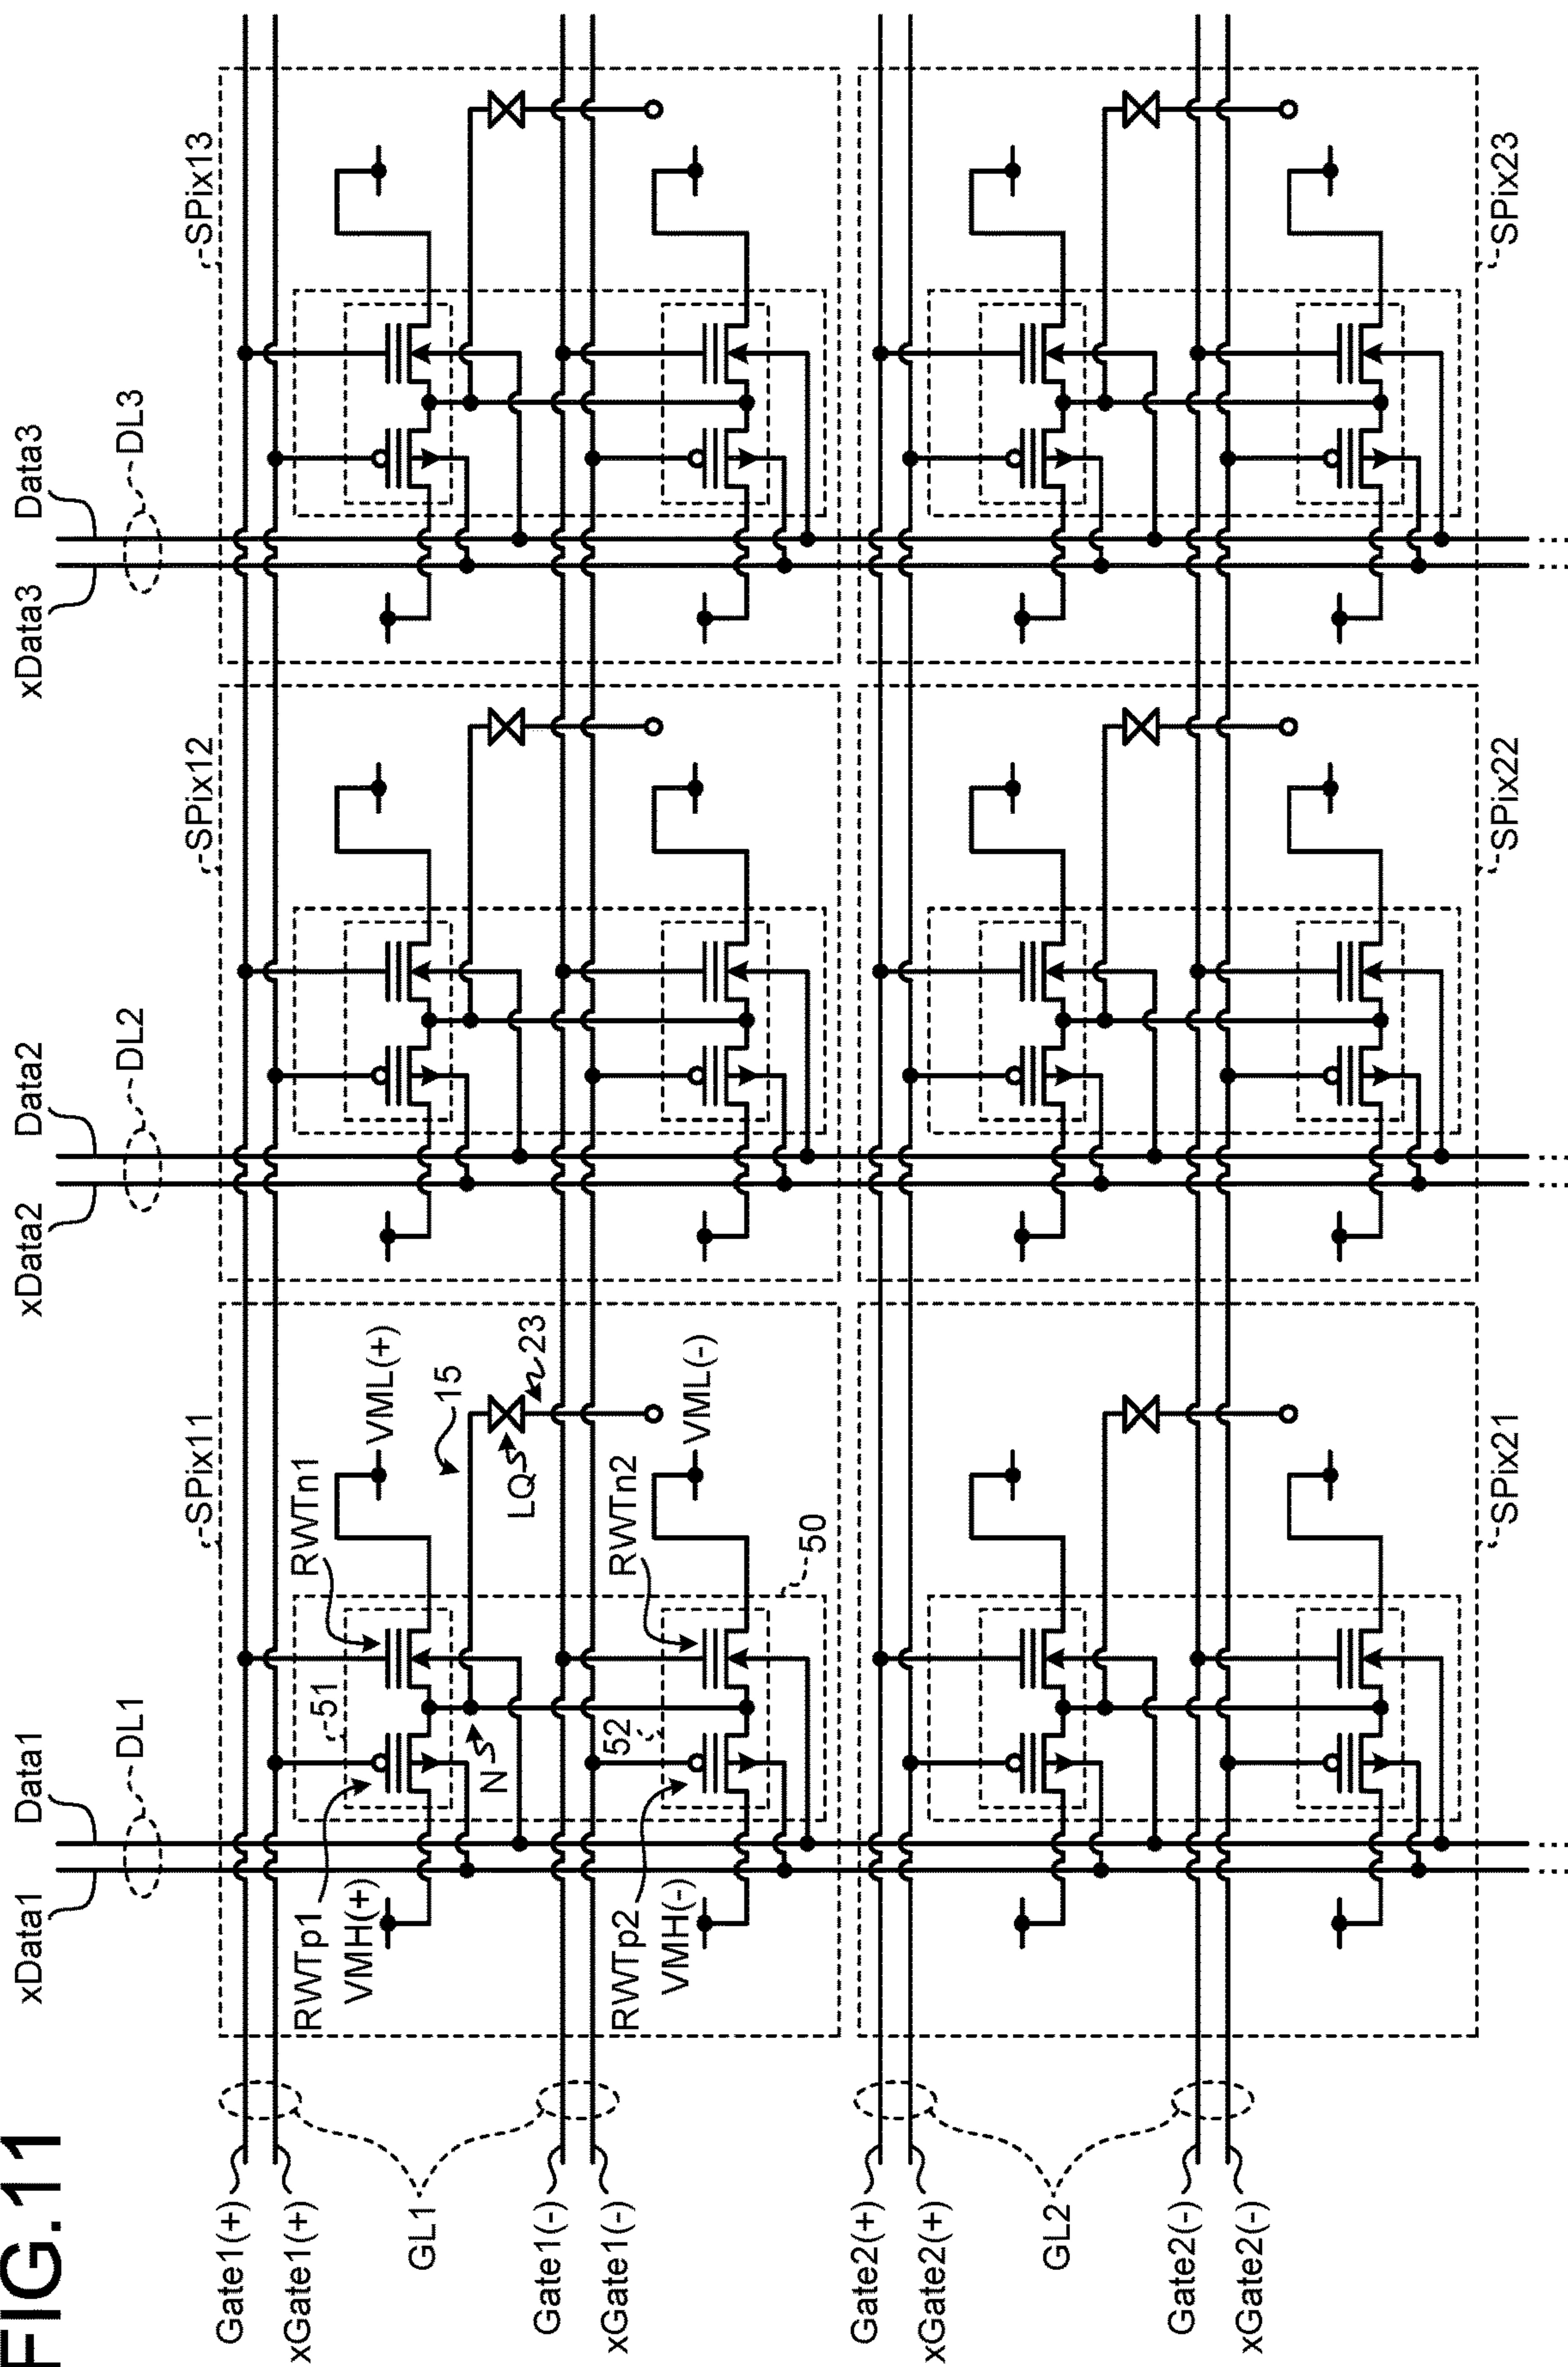 FIG.11
xData1
Data1
DL1
xData2
Data2
DL2
xData3
Data3
DL3
SPix11
SPix12
SPix13
Gate1(+)
xGate1(+)
GL1
Gate1(-)
xGate1(-)
RWTp1
VMH(+)
51
RWTn1
VML(+)
15
N
LQ
23
RWTp2
VMH(-)
52
RWTn2
VML(-)
50
Gate2(+)
xGate2(+)
GL2
Gate2(-)
xGate2(-)
SPix21
SPix22
SPix23